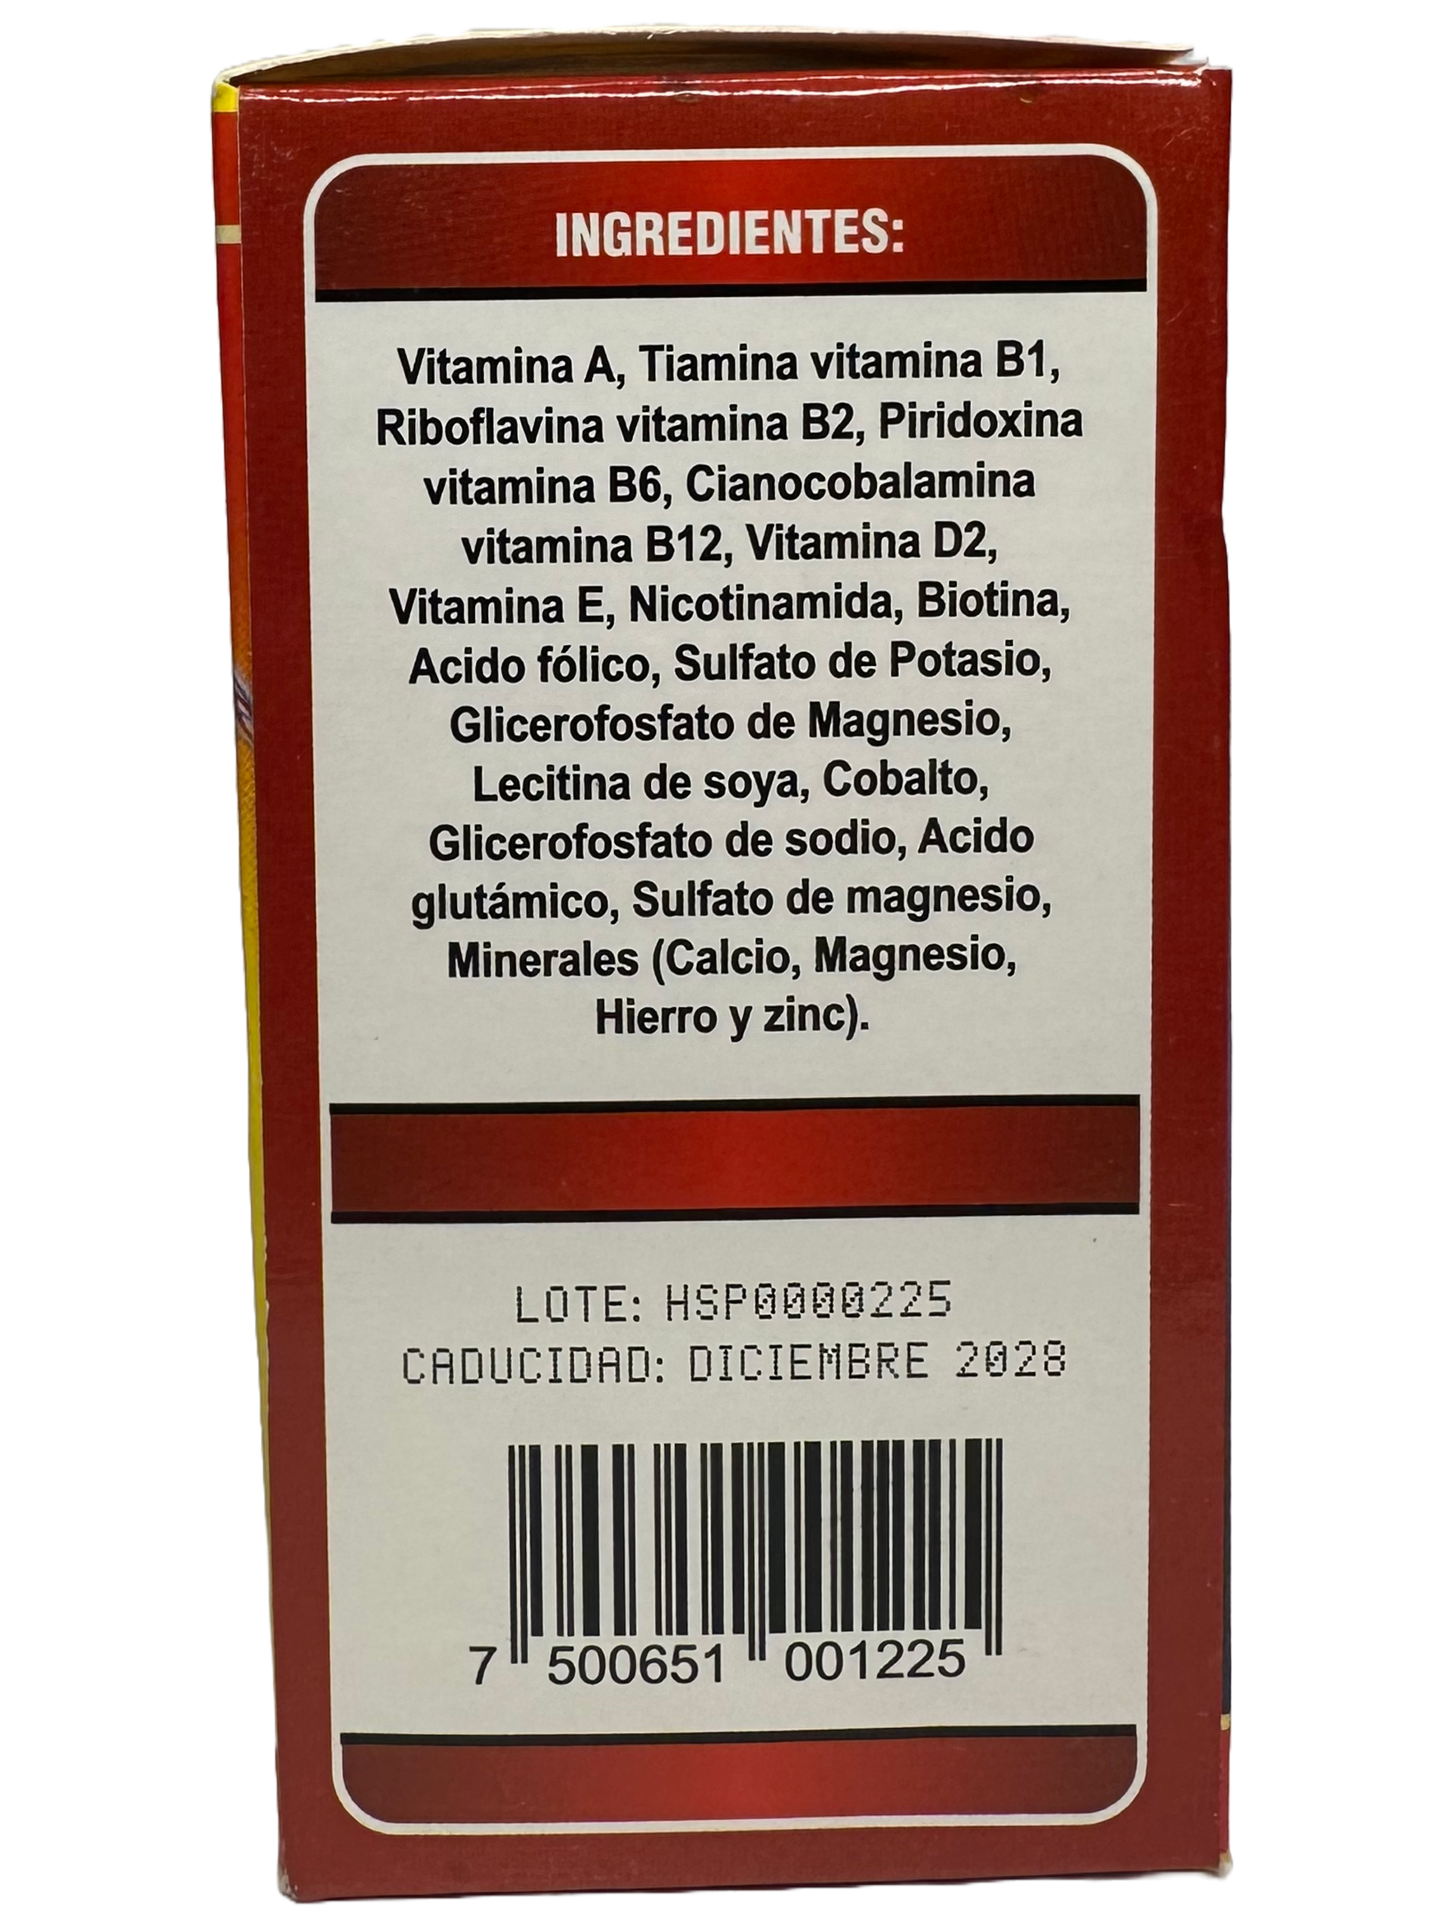 INGREDIENTES:
Vitamina A, Tiamina vitamina B1,
Riboflavina vitamina B2, Piridoxina
vitamina B6, Cianocobalamina
vitamina B12, Vitamina D2,
Vitamina E, Nicotinamida, Biotina,
Acido fólico, Sulfato de Potasio,
Glicerofosfato de Magnesio,
Lecitina de soya, Cobalto,
Glicerofosfato de sodio, Acido
glutámico, Sulfato de magnesio,
Minerales (Calcio, Magnesio,
Hierro y zinc).
LOTE: HSP0000225
CADUCIDAD: DICIEMBRE 2028
7 500651 001225